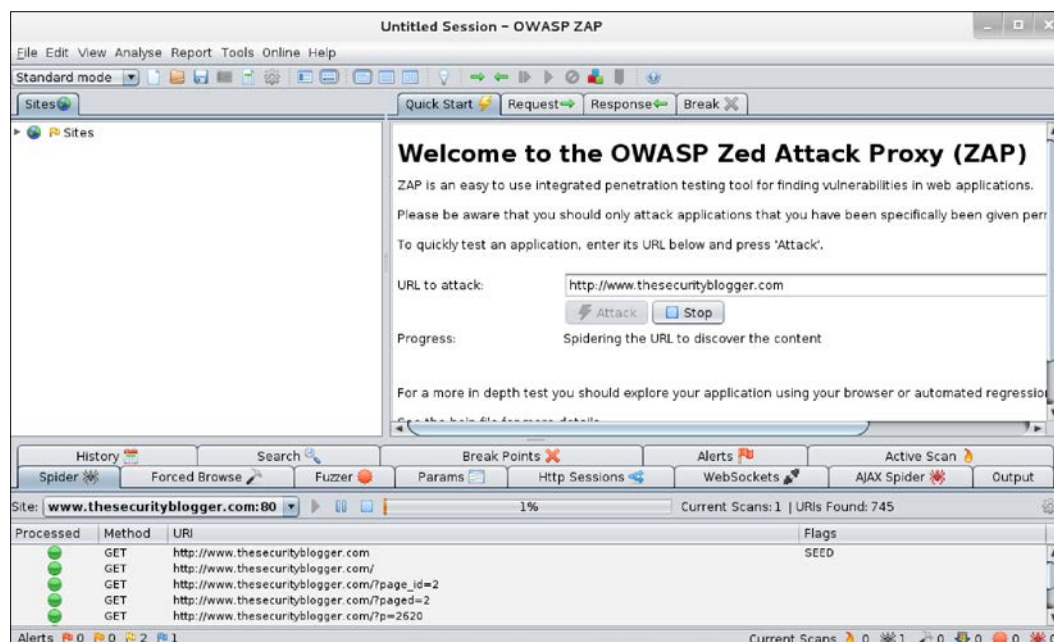 Untitled Session - OWASP ZAP
File Edit View Analyse Report Tools Online Help
Standard mode
Sites
Quick Start Request Response Break
Sites
Welcome to the OWASP Zed Attack Proxy (ZAP)
ZAP is an easy to use integrated penetration testing tool for finding vulnerabilities in web applications.
Please be aware that you should only attack applications that you have been specifically been given perr
To quickly test an application, enter its URL below and press 'Attack'.
URL to attack: http://www.thesecurityblogger.com
Attack Stop
Progress: Spidering the URL to discover the content
For a more in depth test you should explore your application using your browser or automated regression
See the help file for more details
History Search Break Points Alerts Active Scan
Spider Forced Browse Fuzzer Params Http Sessions WebSockets AJAX Spider Output
Site: www.thesecurityblogger.com:80 1% Current Scans: 1 | URIs Found: 745
Processed Method URI Flags
GET http://www.thesecurityblogger.com SEED
GET http://www.thesecurityblogger.com/
GET http://www.thesecurityblogger.com/?page_id=2
GET http://www.thesecurityblogger.com/?paged=2
GET http://www.thesecurityblogger.com/?p=2620
Alerts 0 0 2 1 Current Scans 0 1 0 0 0